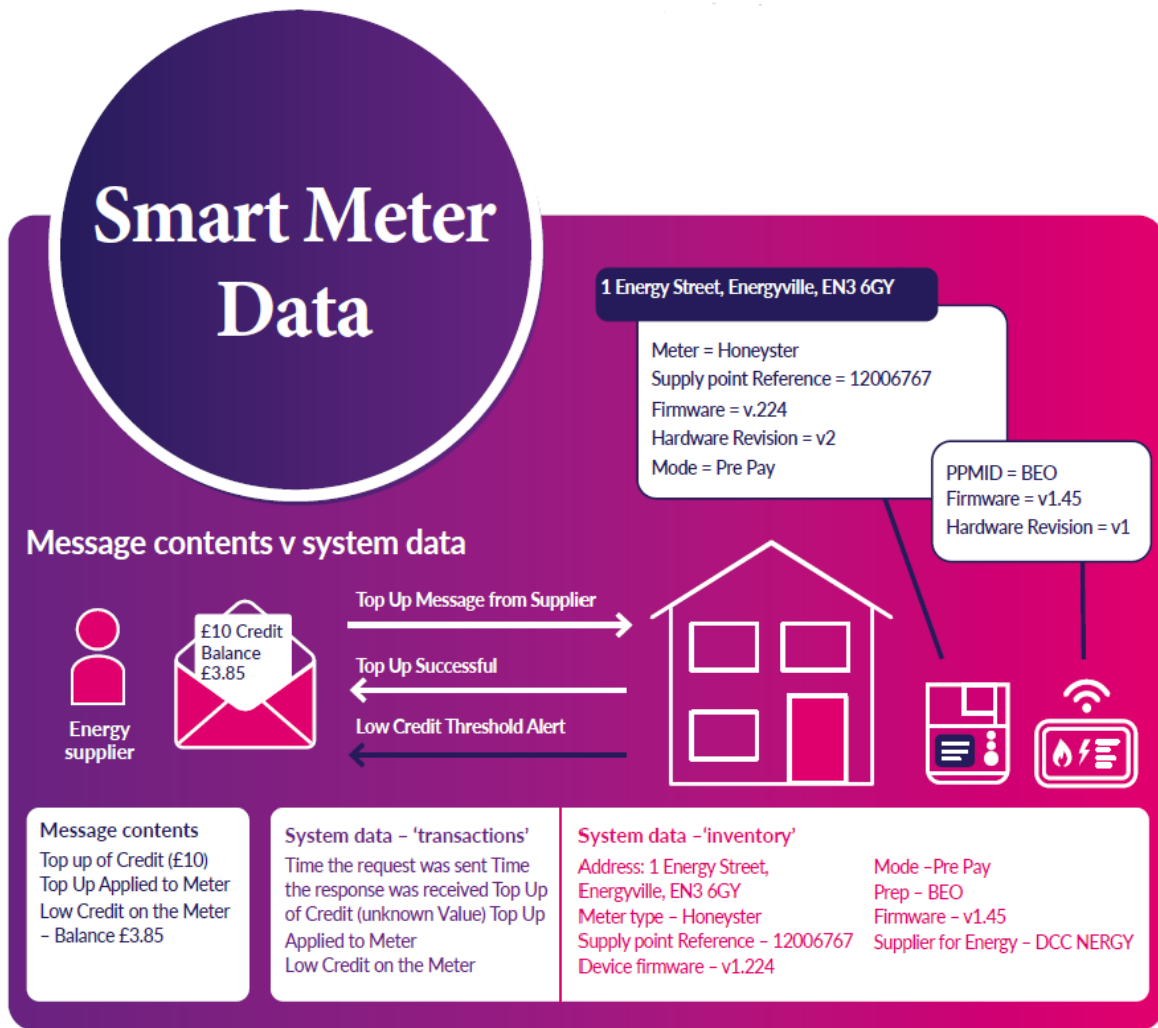 Smart Meter
Data
1 Energy Street, Energyville, EN3 6GY
Meter = Honeyster
Supply point Reference = 12006767
Firmware = v.224
Hardware Revision = v2
Mode = Pre Pay
PPMID = BEO
Firmware = v1.45
Hardware Revision = v1
Message contents v system data
Energy
supplier
£10 Credit
Balance
£3.85
Top Up Message from Supplier
Top Up Successful
Low Credit Threshold Alert
Message contents
Top up of Credit (£10)
Top Up Applied to Meter
Low Credit on the Meter
– Balance £3.85
System data – ‘transactions’
Time the request was sent Time
the response was received Top Up
of Credit (unknown Value) Top Up
Applied to Meter
Low Credit on the Meter
System data –‘inventory’
Address: 1 Energy Street,
Energyville, EN3 6GY
Meter type – Honeyster
Supply point Reference – 12006767
Device firmware – v1.224
Mode –Pre Pay
Prep – BEO
Firmware – v1.45
Supplier for Energy – DCC NERGY